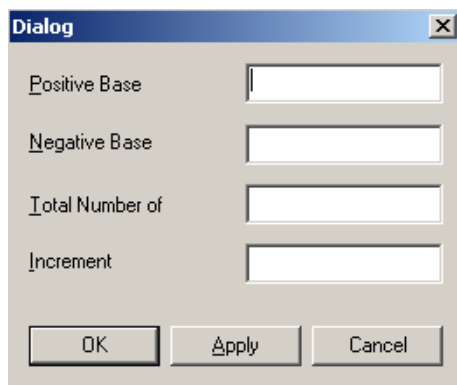 Dialog
Positive Base
Negative Base
Total Number of
Increment
OK Apply Cancel